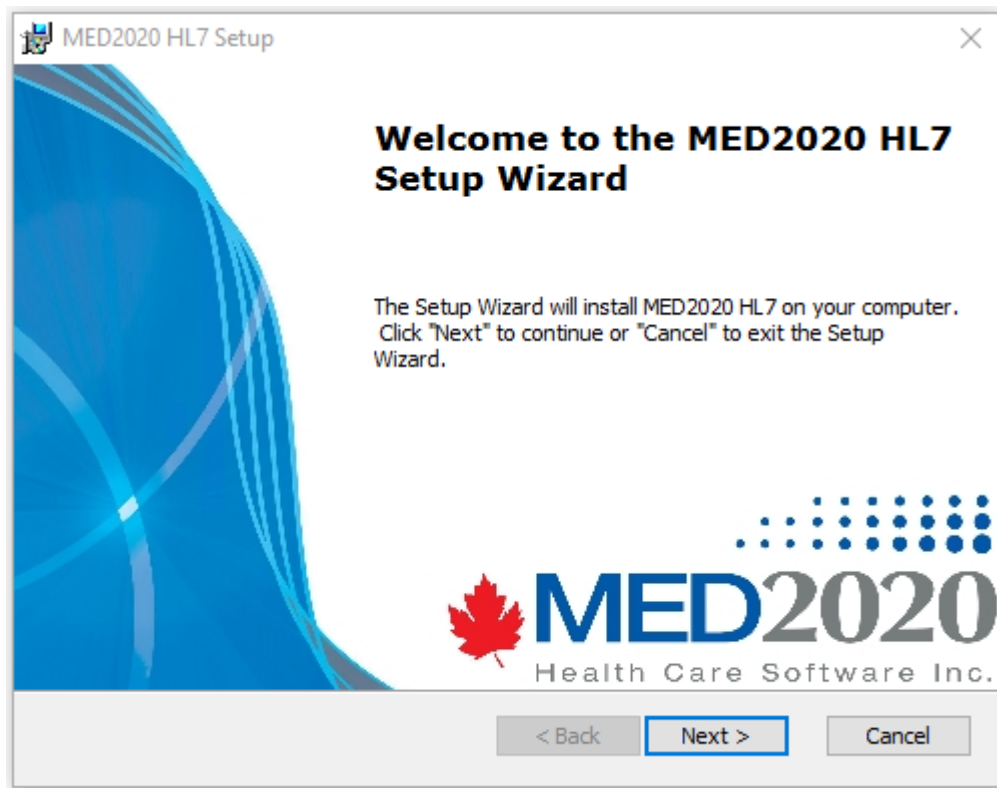 MED2020 HL7 Setup
Welcome to the MED2020 HL7
Setup Wizard
The Setup Wizard will install MED2020 HL7 on your computer.
Click "Next" to continue or "Cancel" to exit the Setup
Wizard.
MED2020
Health Care Software Inc.
< Back
Next >
Cancel